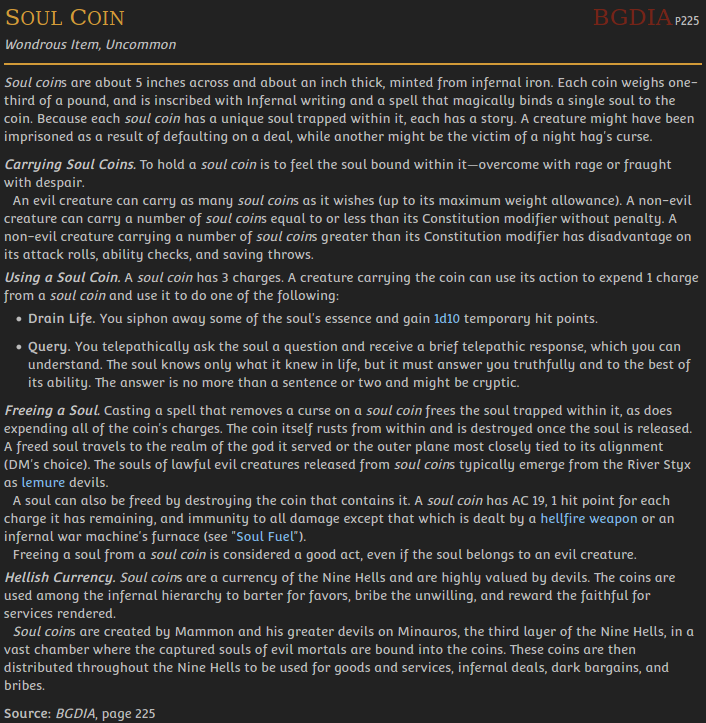 SOUL COIN
BGDIA P225
Wondrous Item, Uncommon
Soul coins are about 5 inches across and about an inch thick, minted from infernal iron. Each coin weighs one-
third of a pound, and is inscribed with Infernal writing and a spell that magically binds a single soul to the
coin. Because each soul coin has a unique soul trapped within it, each has a story. A creature might have been
imprisoned as a result of defaulting on a deal, while another might be the victim of a night hag's curse.
Carrying Soul Coins. To hold a soul coin is to feel the soul bound within it—overcome with rage or fraught
with despair.
An evil creature can carry as many soul coins as it wishes (up to its maximum weight allowance). A non-evil
creature can carry a number of soul coins equal to or less than its Constitution modifier without penalty. A
non-evil creature carrying a number of soul coins greater than its Constitution modifier has disadvantage on
its attack rolls, ability checks, and saving throws.
Using a Soul Coin. A soul coin has 3 charges. A creature carrying the coin can use its action to expend 1 charge
from a soul coin and use it to do one of the following:
• Drain Life. You siphon away some of the soul's essence and gain 1d10 temporary hit points.
• Query. You telepathically ask the soul a question and receive a brief telepathic response, which you can
understand. The soul knows only what it knew in life, but it must answer you truthfully and to the best of
its ability. The answer is no more than a sentence or two and might be cryptic.
Freeing a Soul. Casting a spell that removes a curse on a soul coin frees the soul trapped within it, as does
expending all of the coin's charges. The coin itself rusts from within and is destroyed once the soul is released.
A freed soul travels to the realm of the god it served or the outer plane most closely tied to its alignment
(DM's choice). The souls of lawful evil creatures released from soul coins typically emerge from the River Styx
as lemure devils.
A soul can also be freed by destroying the coin that contains it. A soul coin has AC 19, 1 hit point for each
charge it has remaining, and immunity to all damage except that which is dealt by a hellfire weapon or an
infernal war machine's furnace (see "Soul Fuel").
Freeing a soul from a soul coin is considered a good act, even if the soul belongs to an evil creature.
Hellish Currency. Soul coins are a currency of the Nine Hells and are highly valued by devils. The coins are
used among the infernal hierarchy to barter for favors, bribe the unwilling, and reward the faithful for
services rendered.
Soul coins are created by Mammon and his greater devils on Minauros, the third layer of the Nine Hells, in a
vast chamber where the captured souls of evil mortals are bound into the coins. These coins are then
distributed throughout the Nine Hells to be used for goods and services, infernal deals, dark bargains, and
bribes.
Source: BGDIA, page 225